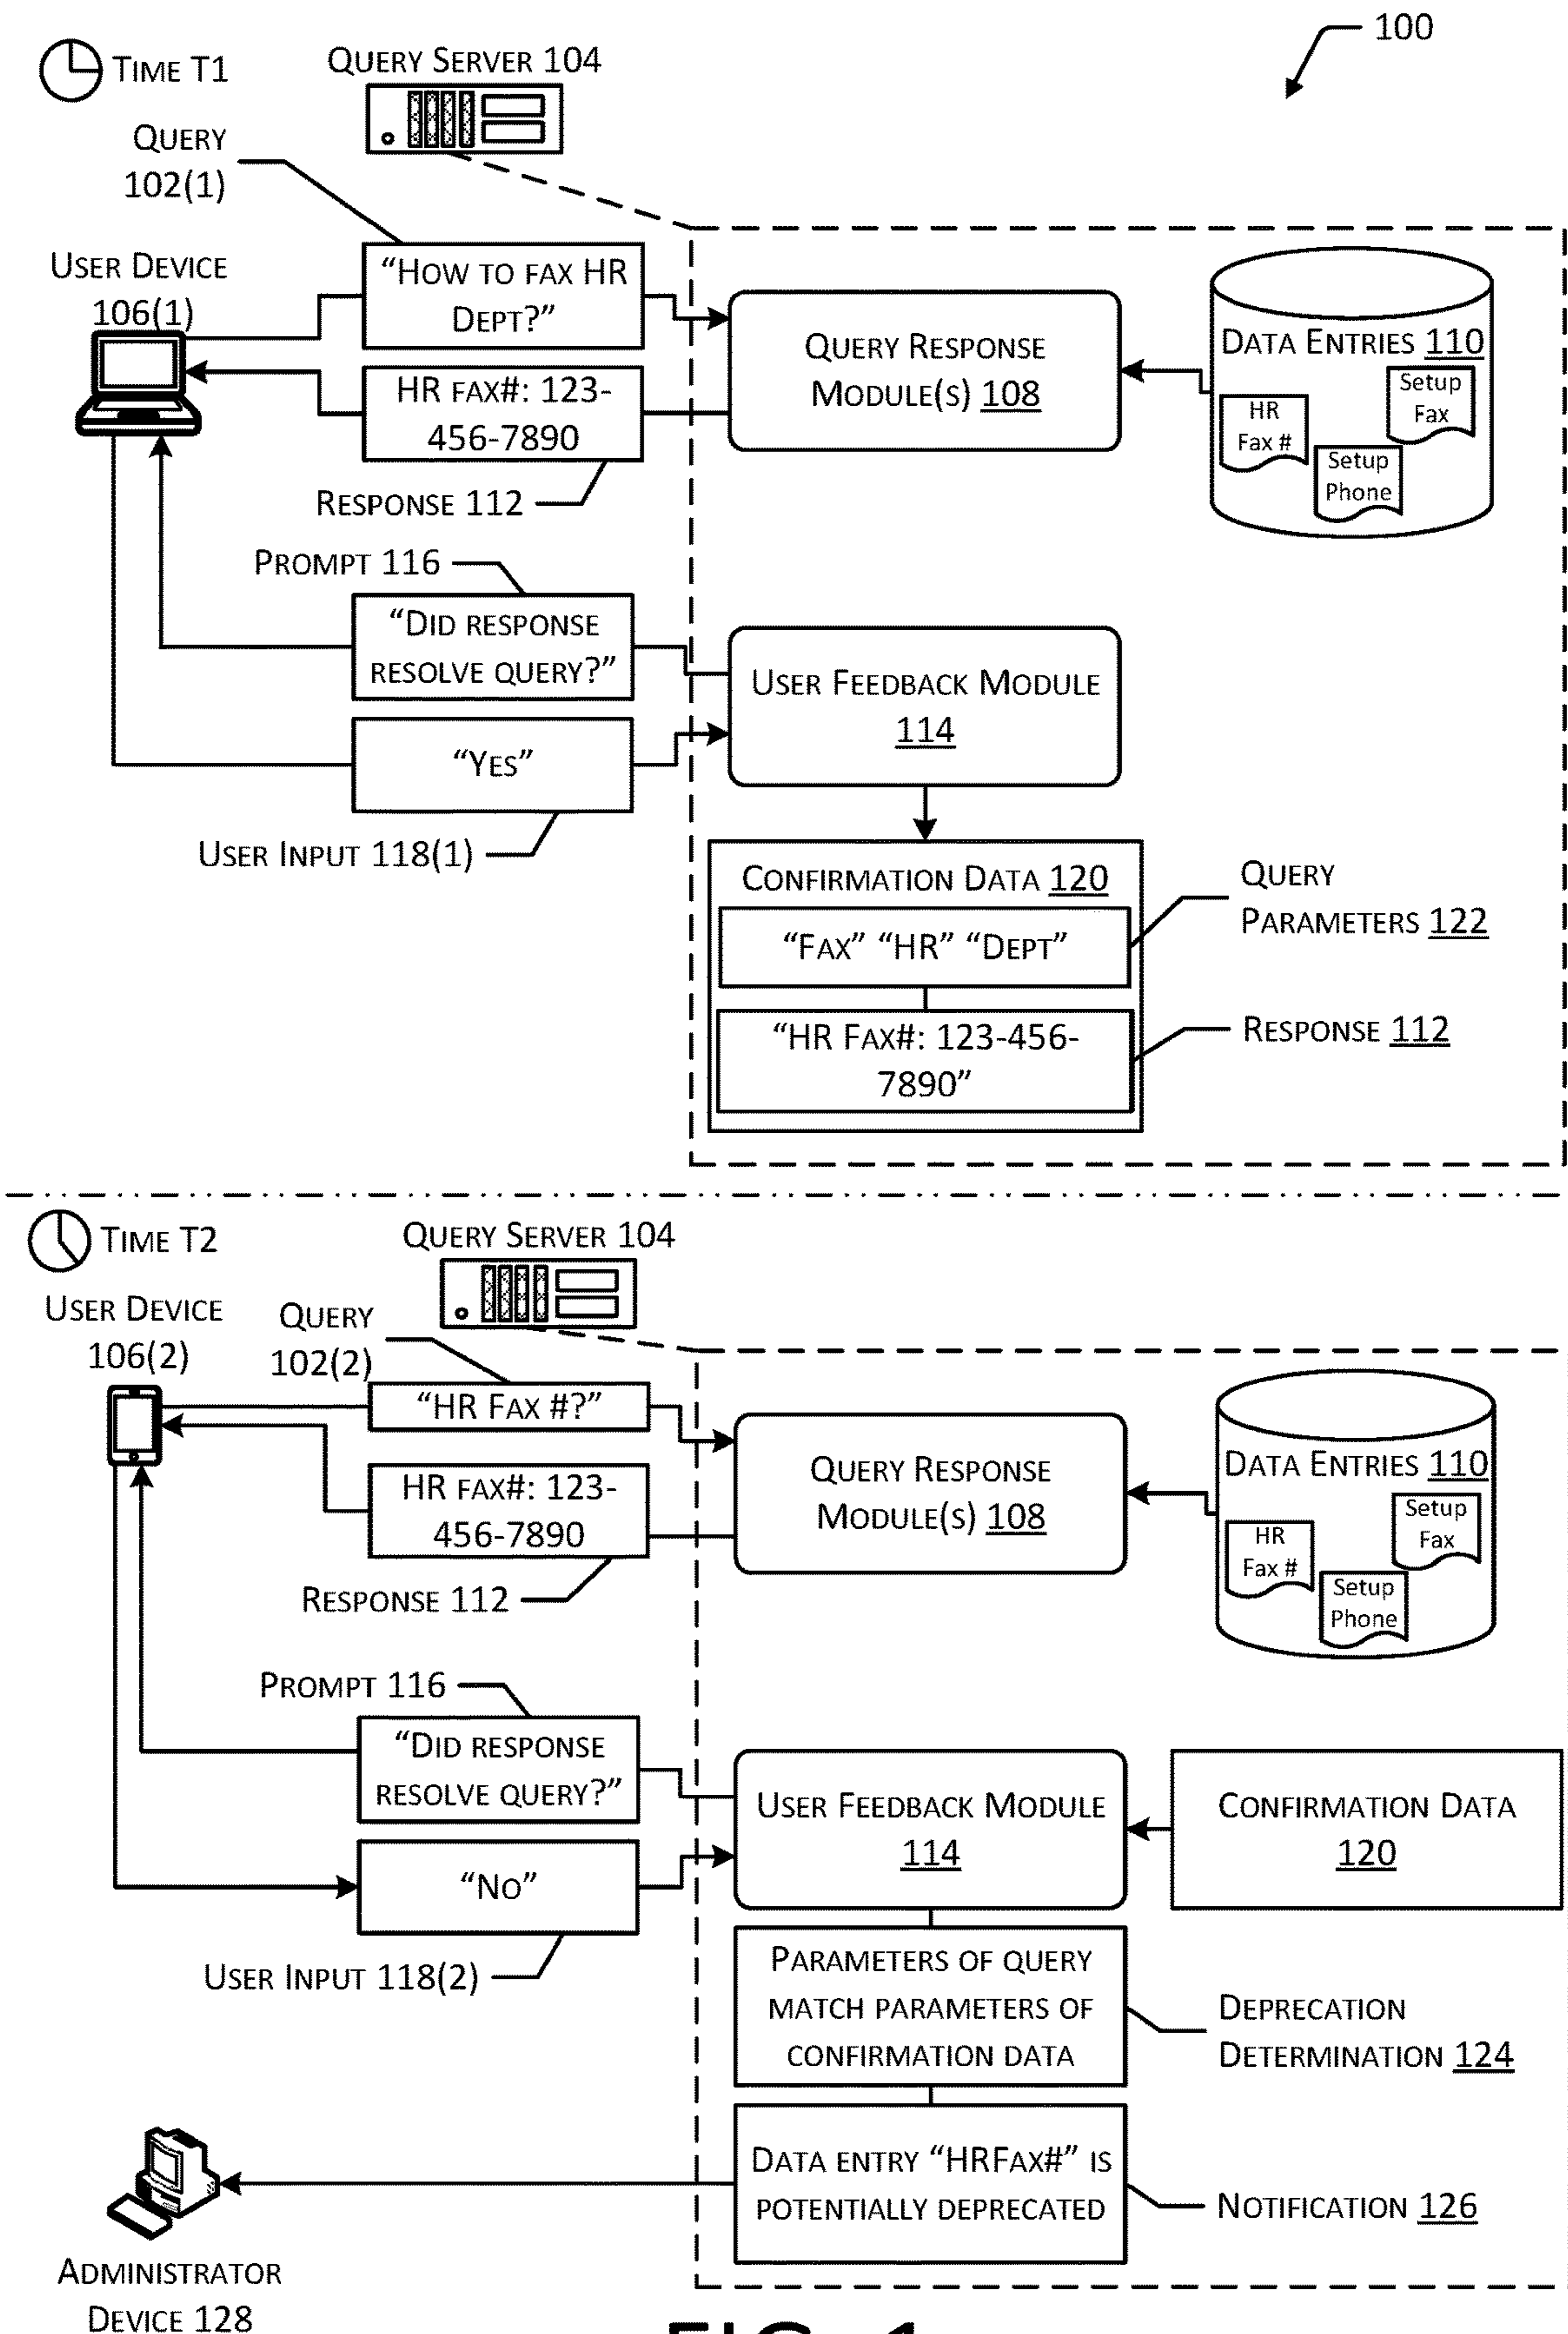 100
TIME T1
QUERY SERVER 104
QUERY
102(1)
USER DEVICE
106(1)
“HOW TO FAX HR
DEPT?”
HR FAX#: 123-
456-7890
RESPONSE 112
QUERY RESPONSE
MODULE(S) 108
DATA ENTRIES 110
Setup
Fax
HR
Fax #
Setup
Phone
PROMPT 116
“DID RESPONSE
RESOLVE QUERY?”
“YES”
USER INPUT 118(1)
USER FEEDBACK MODULE
114
CONFIRMATION DATA 120
“FAX” “HR” “DEPT”
“HR FAX#: 123-456-
7890”
QUERY
PARAMETERS 122
RESPONSE 112
TIME T2
QUERY SERVER 104
USER DEVICE
106(2)
QUERY
102(2)
“HR FAX #?”
HR FAX#: 123-
456-7890
RESPONSE 112
QUERY RESPONSE
MODULE(S) 108
DATA ENTRIES 110
Setup
Fax
HR
Fax #
Setup
Phone
PROMPT 116
“DID RESPONSE
RESOLVE QUERY?”
“NO”
USER INPUT 118(2)
USER FEEDBACK MODULE
114
CONFIRMATION DATA
120
PARAMETERS OF QUERY
MATCH PARAMETERS OF
CONFIRMATION DATA
DEPRECATION
DETERMINATION 124
DATA ENTRY “HRFAX#” IS
POTENTIALLY DEPRECATED
NOTIFICATION 126
ADMINISTRATOR
DEVICE 128